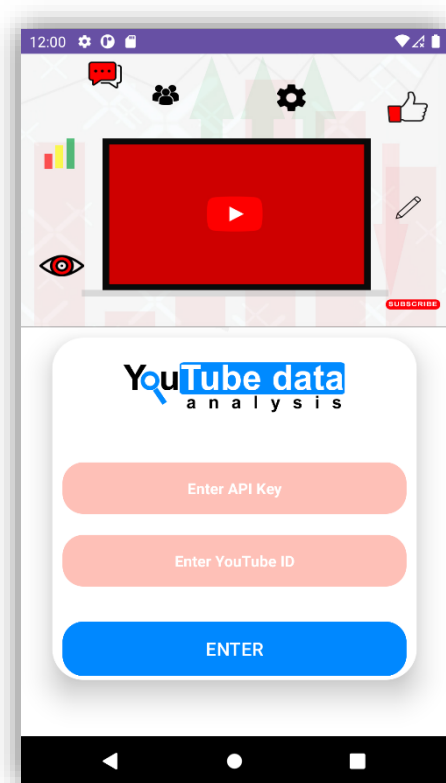 12:00
SUBSCRIBE
YouTube data
analysis
Enter API Key
Enter YouTube ID
ENTER